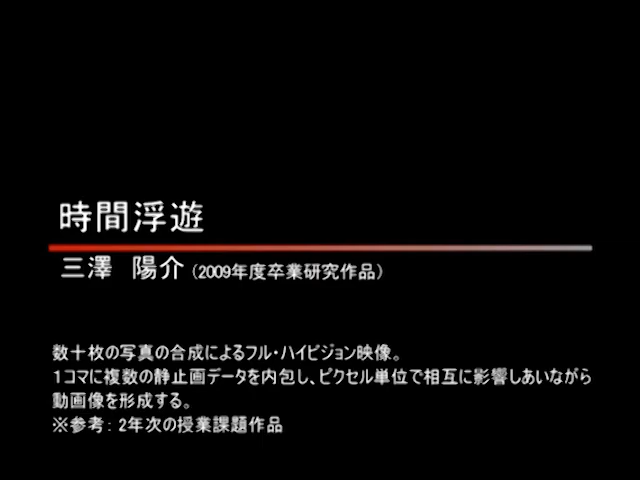 時間浮遊
三澤　陽介（2009年度卒業研究作品）
数十枚の写真の合成によるフル・ハイビジョン映像。
１コマに複数の静止画データを内包し、ピクセル単位で相互に影響しあいながら
動画像を形成する。
※参考：２年次の授業課題作品